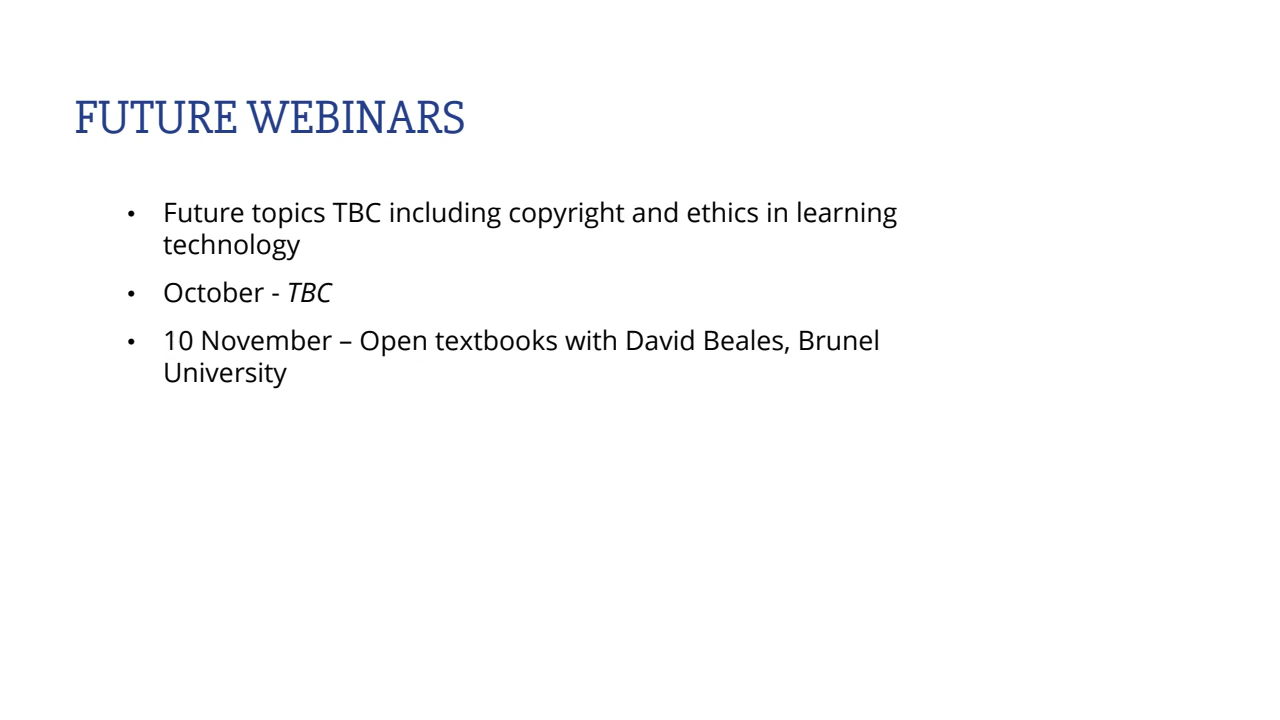 FUTURE WEBINARS
• Future topics TBC including copyright and ethics in learning
technology
• October - TBC
• 10 November – Open textbooks with David Beales, Brunel
University